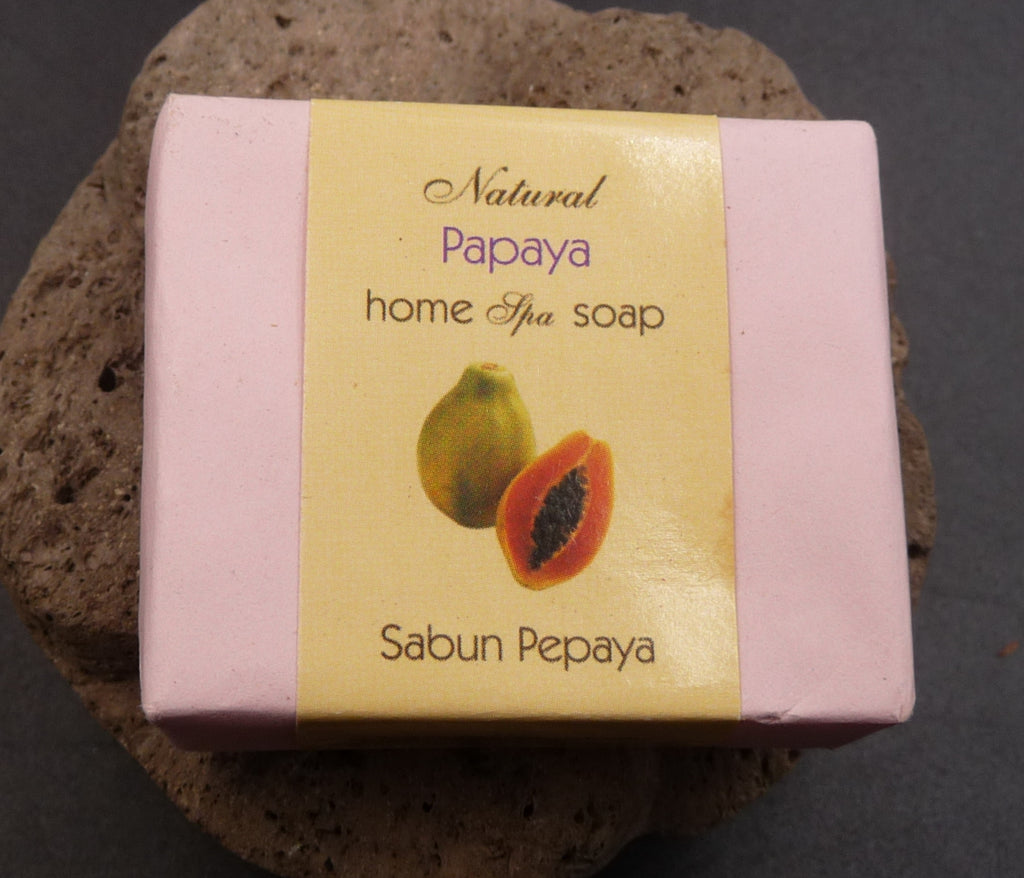 Natural
Papaya
home Spa soap
Sabun Pepaya